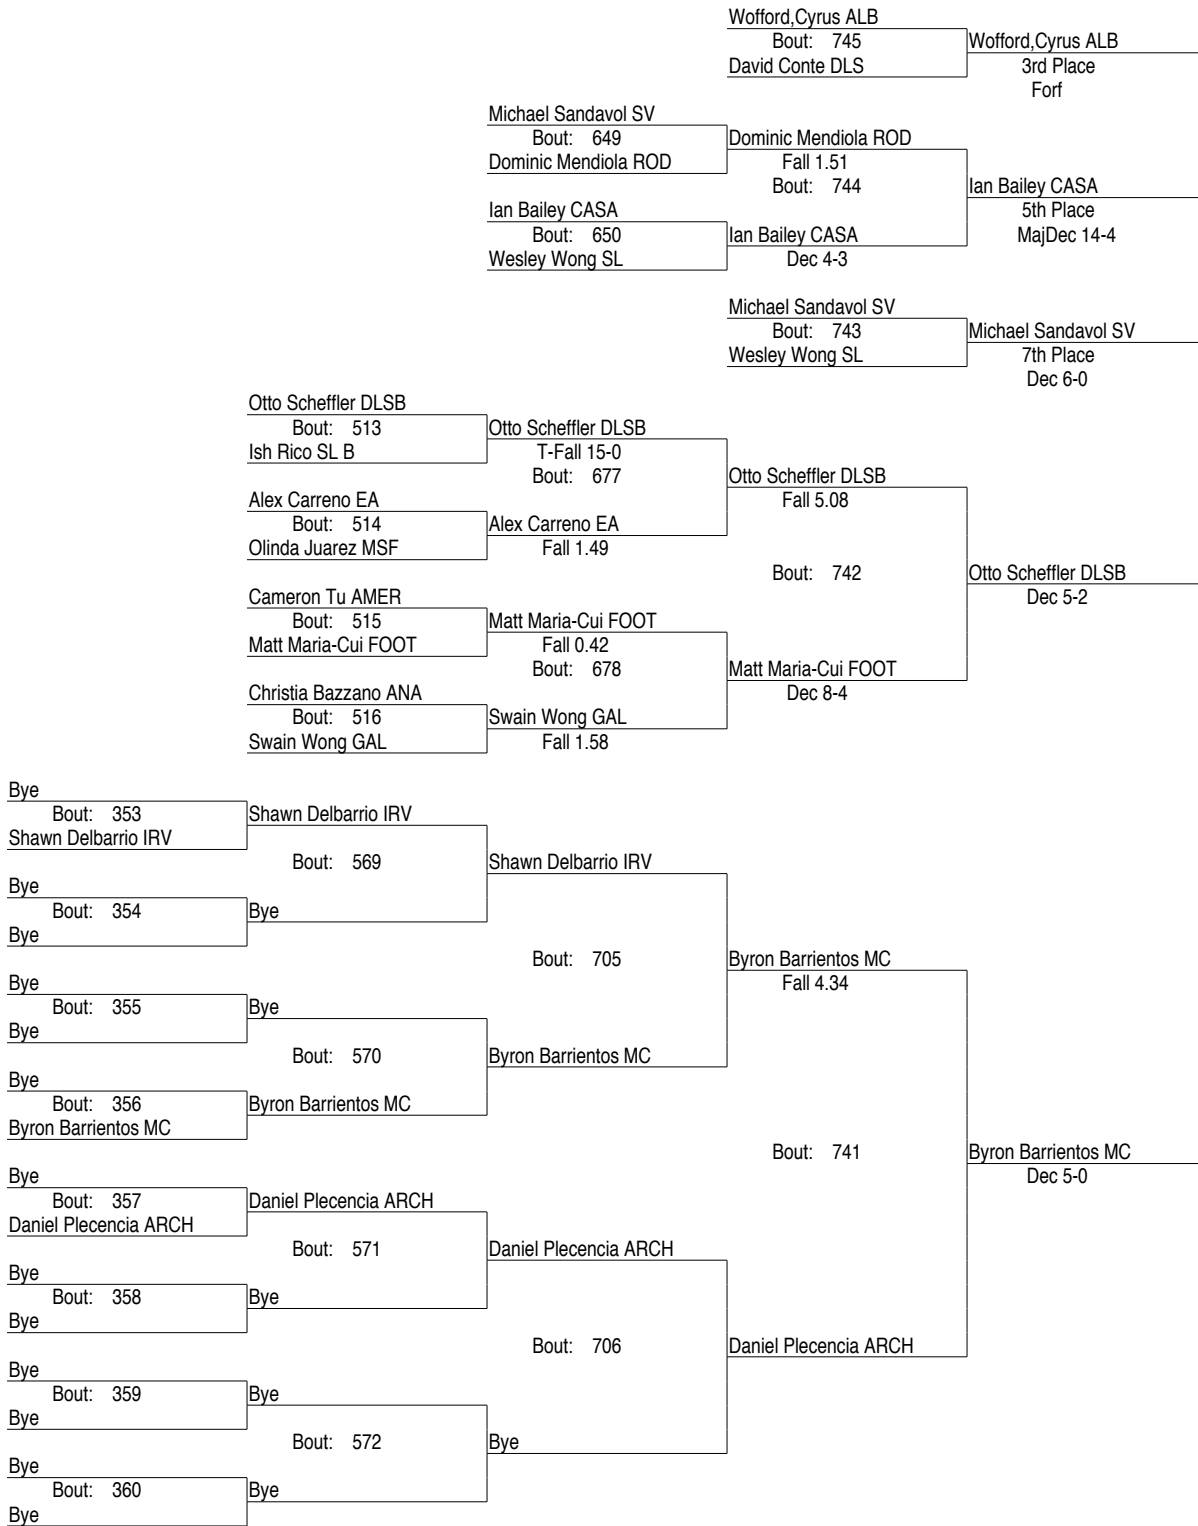 Wofford,Cyrus ALB
Bout: 745
David Conte DLS
Wofford,Cyrus ALB
3rd Place
Forf
Michael Sandavol SV
Bout: 649
Dominic Mendiola ROD
Dominic Mendiola ROD
Fall 1.51
Bout: 744
Ian Bailey CASA
5th Place
MajDec 14-4
Ian Bailey CASA
Bout: 650
Wesley Wong SL
Ian Bailey CASA
Dec 4-3
Michael Sandavol SV
Bout: 743
Wesley Wong SL
Michael Sandavol SV
7th Place
Dec 6-0
Otto Scheffler DLSB
Bout: 513
Ish Rico SL B
Otto Scheffler DLSB
T-Fall 15-0
Bout: 677
Otto Scheffler DLSB
Fall 5.08
Alex Carreno EA
Bout: 514
Olinda Juarez MSF
Alex Carreno EA
Fall 1.49
Bout: 742
Otto Scheffler DLSB
Dec 5-2
Cameron Tu AMER
Bout: 515
Matt Maria-Cui FOOT
Matt Maria-Cui FOOT
Fall 0.42
Bout: 678
Matt Maria-Cui FOOT
Dec 8-4
Christia Bazzano ANA
Bout: 516
Swain Wong GAL
Swain Wong GAL
Fall 1.58
Bye
Bout: 353
Shawn Delbarrio IRV
Shawn Delbarrio IRV
Bout: 569
Shawn Delbarrio IRV
Bye
Bout: 354
Bye
Bye
Bout: 705
Byron Barrientos MC
Fall 4.34
Bye
Bout: 355
Bye
Bye
Bout: 570
Byron Barrientos MC
Bye
Bout: 356
Byron Barrientos MC
Byron Barrientos MC
Bout: 741
Byron Barrientos MC
Dec 5-0
Bye
Bout: 357
Daniel Plecencia ARCH
Daniel Plecencia ARCH
Bout: 571
Daniel Plecencia ARCH
Bye
Bout: 358
Bye
Bye
Bout: 706
Daniel Plecencia ARCH
Bye
Bout: 359
Bye
Bye
Bout: 572
Bye
Bye
Bout: 360
Bye
Bye